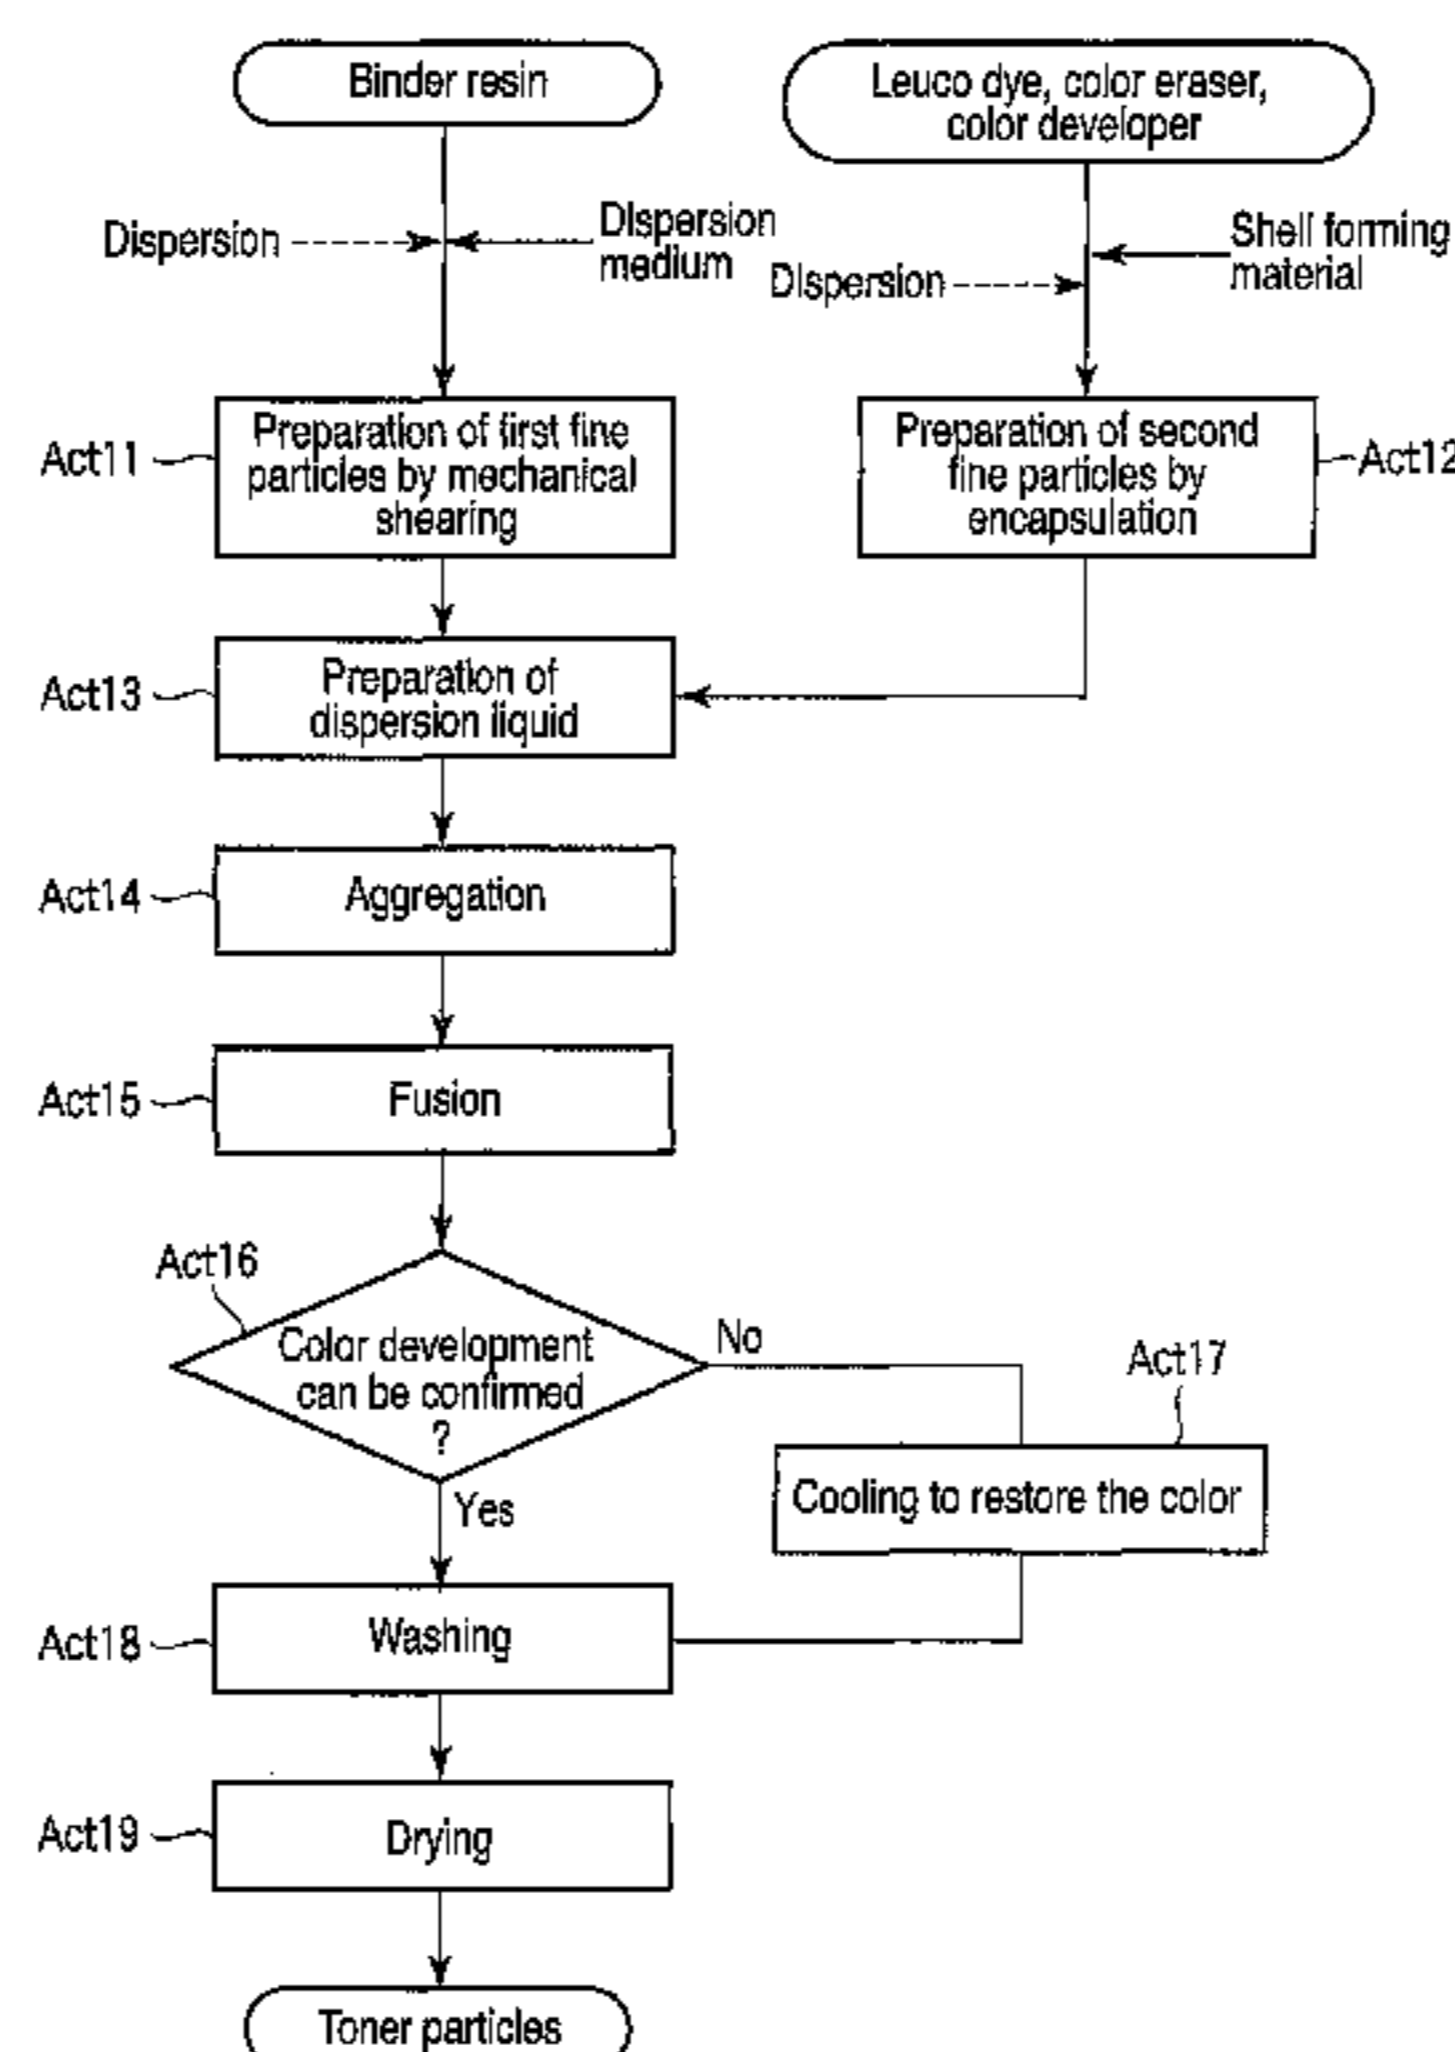 Binder resin
Leuco dye, color eraser,
color developer
Dispersion
Dispersion
medium
Shell forming
material
Dispersion
Act11
Preparation of first fine
particles by mechanical
shearing
Preparation of second
fine particles by
encapsulation
Act12
Act13
Preparation of
dispersion liquid
Act14
Aggregation
Act15
Fusion
Act16
Color development
can be confirmed
?
No
Act17
Cooling to restore the color
Yes
Act18
Washing
Act19
Drying
Toner particles